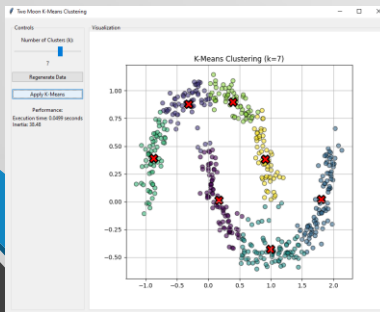 Two Moon K-Means Clustering
Controls
Number of Clusters (k):
7
Regenerate Data
Apply K-Means
Performance:
Execution time: 0.0499 seconds
Inertia: 38.48
Visualization
K-Means Clustering (k=7)
1.00
0.75
0.50
0.25
0.00
−0.25
−0.50
−1.0 −0.5 0.0 0.5 1.0 1.5 2.0